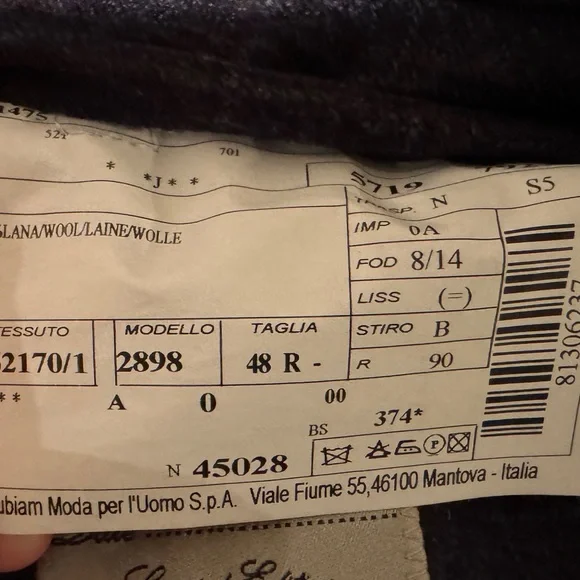 1475
701
* *J* *
5719
S5
LANA/WOOL/LAINE/WOLLE
N
IMP 0A
FOD 8/14
LISS (=)
TESSUTO MODELLO TAGLIA STIRO B
2170/1 2898 48 R - R 90
** A 0 00
BS 374*
N 45028
81306237
ubiam Moda per l'Uomo S.p.A. Viale Fiume 55,46100 Mantova - Italia